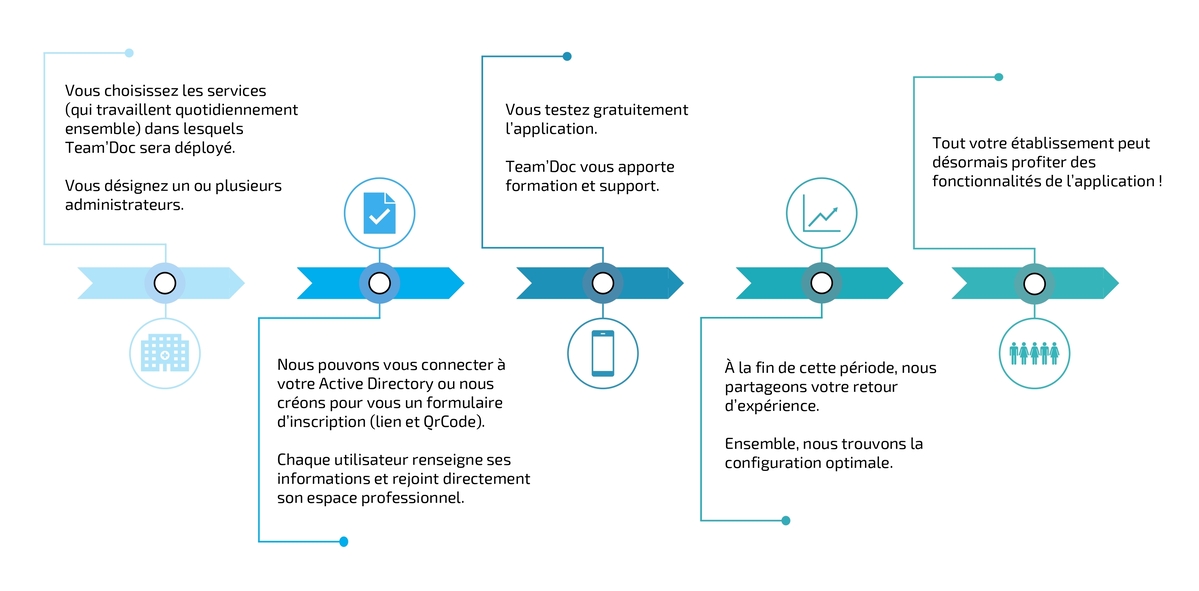 Vous choisissez les services
(qui travaillent quotidiennement
ensemble) dans lesquels
Team'Doc sera déployé.
Vous désignez un ou plusieurs
administrateurs.
Nous pouvons vous connecter à
votre Active Directory ou nous
créons pour vous un formulaire
d'inscription (lien et QrCode).
Chaque utilisateur renseigne ses
informations et rejoint directement
son espace professionnel.
Vous testez gratuitement
l'application.
Team'Doc vous apporte
formation et support.
À la fin de cette période, nous
partageons votre retour
d'expérience.
Ensemble, nous trouvons la
configuration optimale.
Tout votre établissement peut
désormais profiter des
fonctionnalités de l'application !